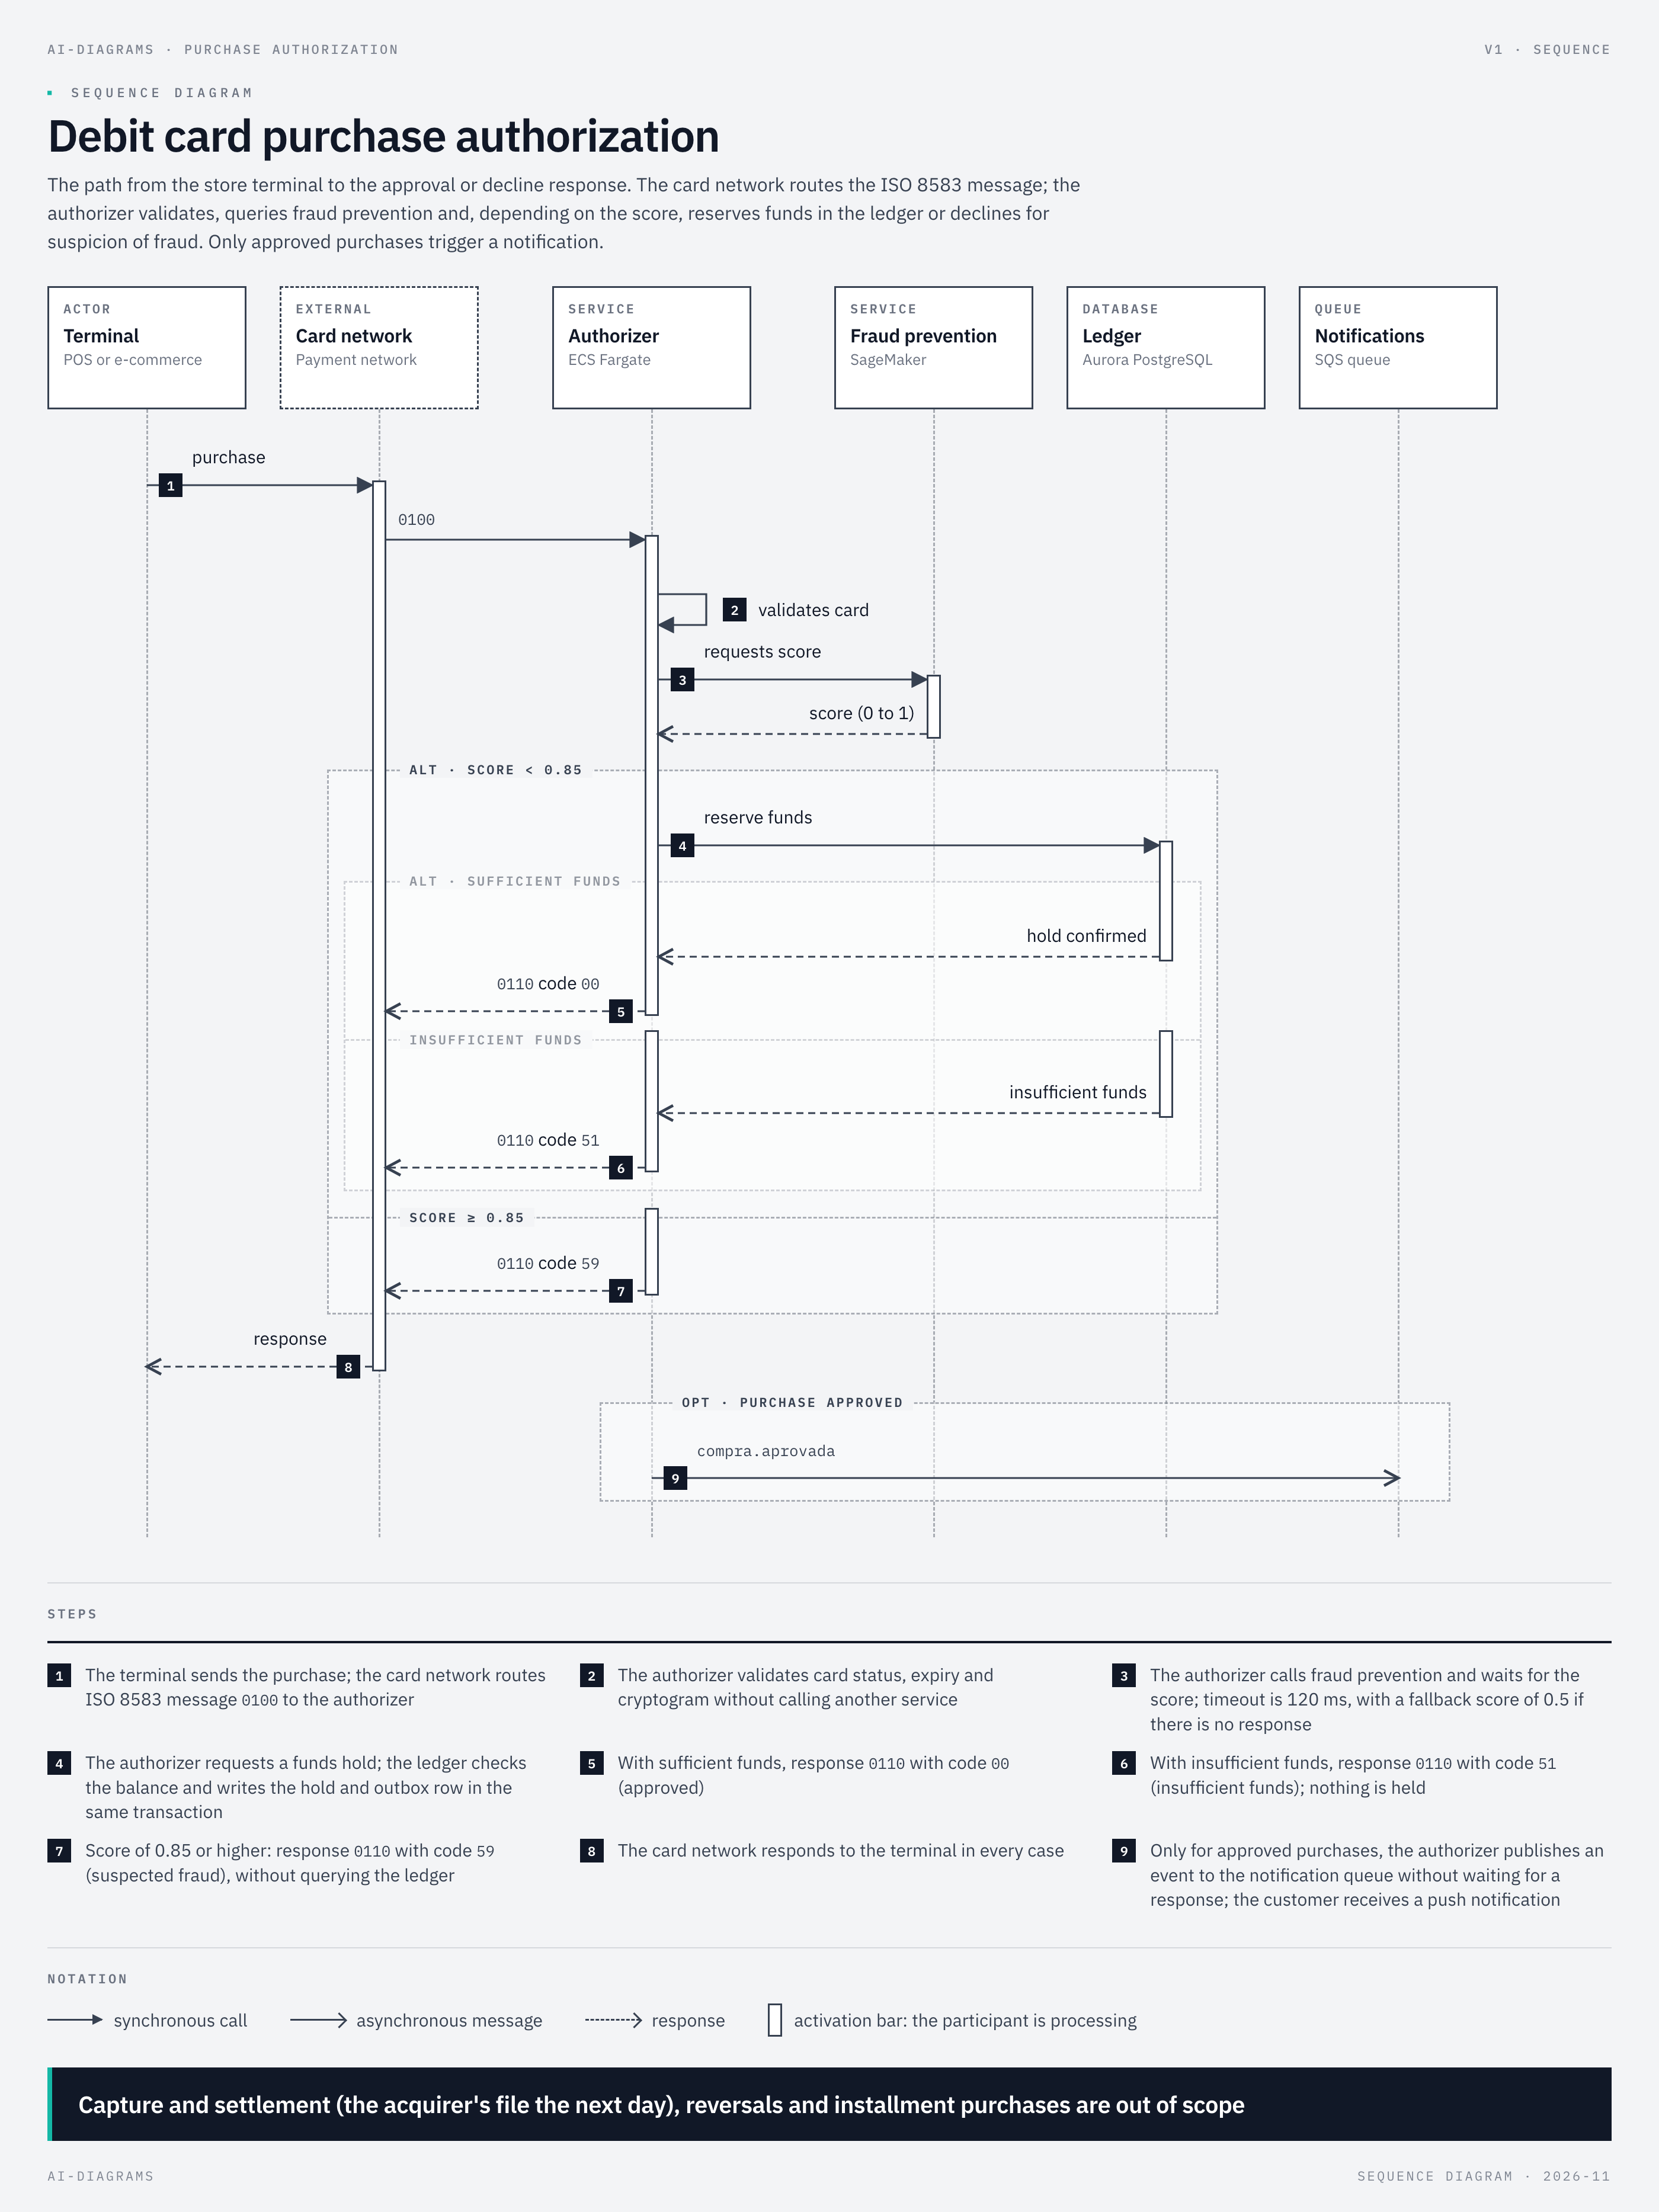 AI-DIAGRAMS · PURCHASE AUTHORIZATION
V1 · SEQUENCE
SEQUENCE DIAGRAM
Debit card purchase authorization
The path from the store terminal to the approval or decline response. The card network routes the ISO 8583 message; the
authorizer validates, queries fraud prevention and, depending on the score, reserves funds in the ledger or declines for
suspicion of fraud. Only approved purchases trigger a notification.
ACTOR
Terminal
POS or e-commerce
EXTERNAL
Card network
Payment network
SERVICE
Authorizer
ECS Fargate
SERVICE
Fraud prevention
SageMaker
DATABASE
Ledger
Aurora PostgreSQL
QUEUE
Notifications
SQS queue
purchase
1
0100
2 validates card
requests score
3
score (0 to 1)
ALT · SCORE < 0.85
reserve funds
4
ALT · SUFFICIENT FUNDS
hold confirmed
0110 code 00
5
INSUFFICIENT FUNDS
insufficient funds
0110 code 51
6
SCORE ≥ 0.85
0110 code 59
7
response
8
OPT · PURCHASE APPROVED
compra.aprovada
9
STEPS
1 The terminal sends the purchase; the card network routes
ISO 8583 message 0100 to the authorizer
2 The authorizer validates card status, expiry and
cryptogram without calling another service
3 The authorizer calls fraud prevention and waits for the
score; timeout is 120 ms, with a fallback score of 0.5 if
there is no response
4 The authorizer requests a funds hold; the ledger checks
the balance and writes the hold and outbox row in the
same transaction
5 With sufficient funds, response 0110 with code 00
(approved)
6 With insufficient funds, response 0110 with code 51
(insufficient funds); nothing is held
7 Score of 0.85 or higher: response 0110 with code 59
(suspected fraud), without querying the ledger
8 The card network responds to the terminal in every case
9 Only for approved purchases, the authorizer publishes an
event to the notification queue without waiting for a
response; the customer receives a push notification
NOTATION
synchronous call
asynchronous message
response
activation bar: the participant is processing
Capture and settlement (the acquirer's file the next day), reversals and installment purchases are out of scope
AI-DIAGRAMS
SEQUENCE DIAGRAM · 2026-11